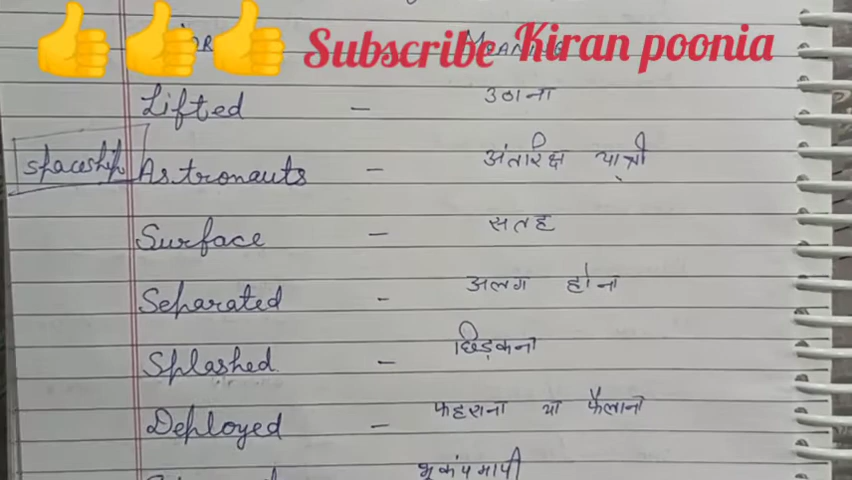 Subscribe Kiran poonia
Lifted - उठाना
spaceship
Astronauts - अंतरिक्ष यात्री
Surface - सतह
Separated - अलग होना
Splashed - छिड़कना
Deployed - फहराना या फैलाना
भूकंपमापी